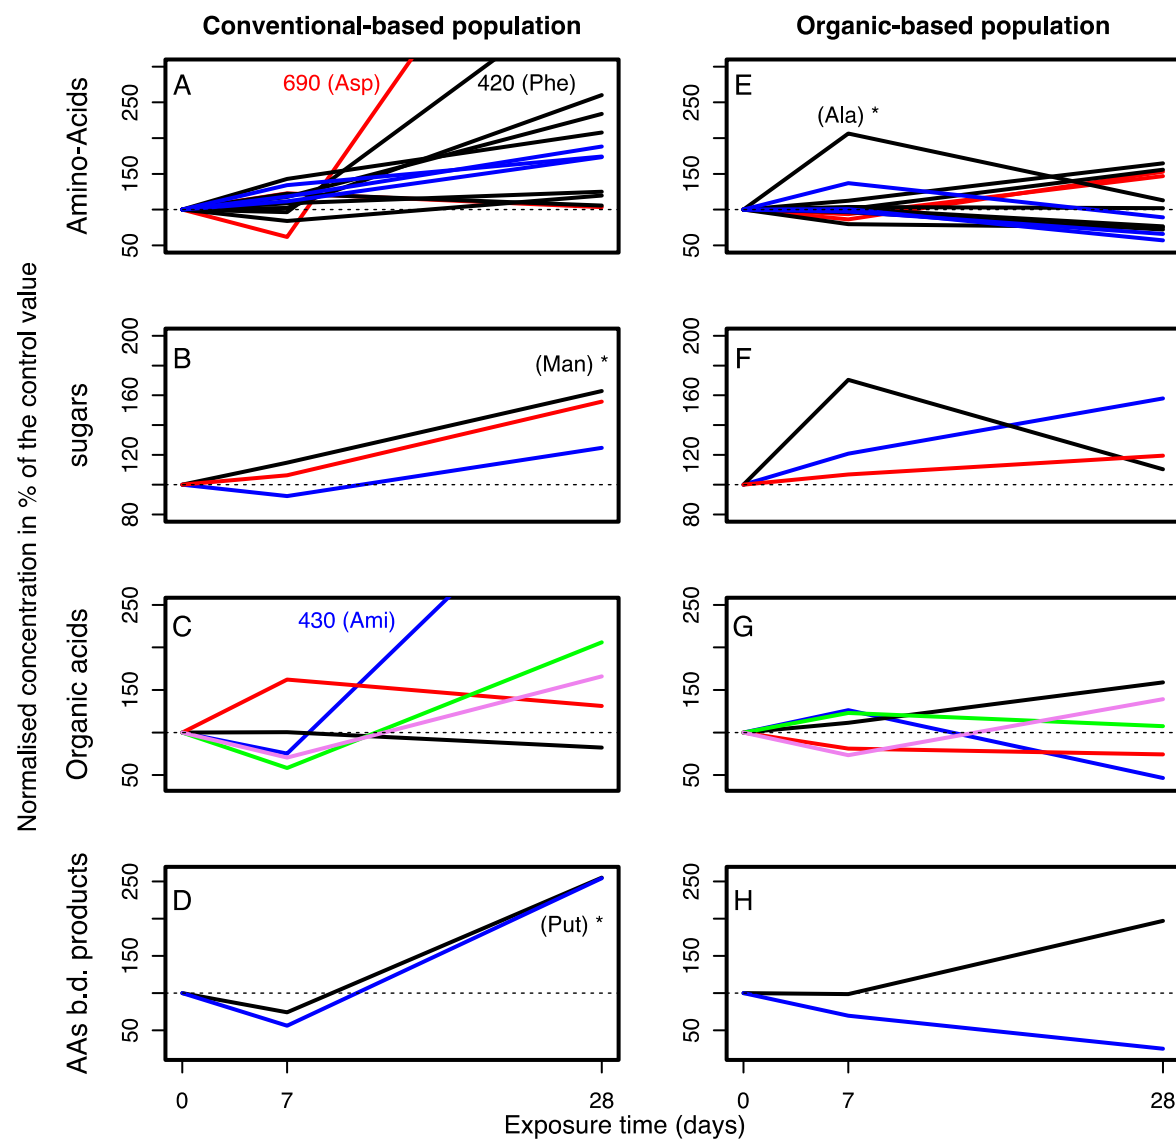 Conventional-based population
Organic-based population
Normalised concentration in % of the control value
Amino-Acids
50
150
250
A
690 (Asp)
420 (Phe)
50
150
250
E
(Ala) *
sugars
80
120
160
200
B
(Man) *
80
120
160
200
F
Organic acids
50
150
250
C
430 (Ami)
50
150
250
G
AAs b.d. products
50
150
250
D
(Put) *
50
150
250
H
0 7 28
0 7 28
Exposure time (days)